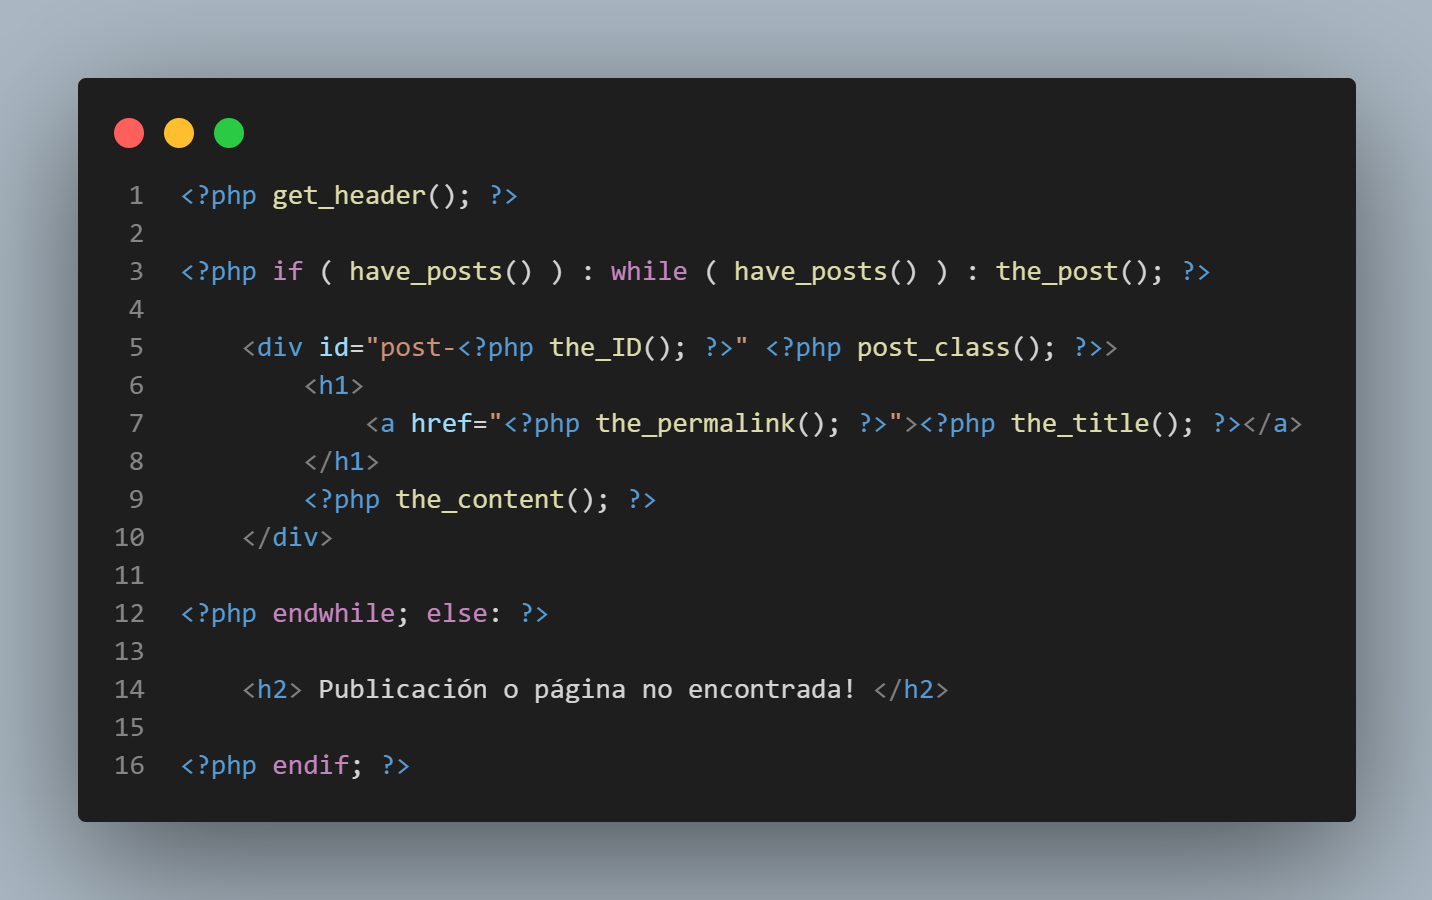 1 <?php get_header(); ?>
2
3 <?php if ( have_posts() ) : while ( have_posts() ) : the_post(); ?>
4
5     <div id="post-<?php the_ID(); ?>" <?php post_class(); ?>>
6         <h1>
7             <a href="<?php the_permalink(); ?>"><?php the_title(); ?></a>
8         </h1>
9         <?php the_content(); ?>
10     </div>
11
12 <?php endwhile; else: ?>
13
14     <h2> Publicación o página no encontrada! </h2>
15
16 <?php endif; ?>